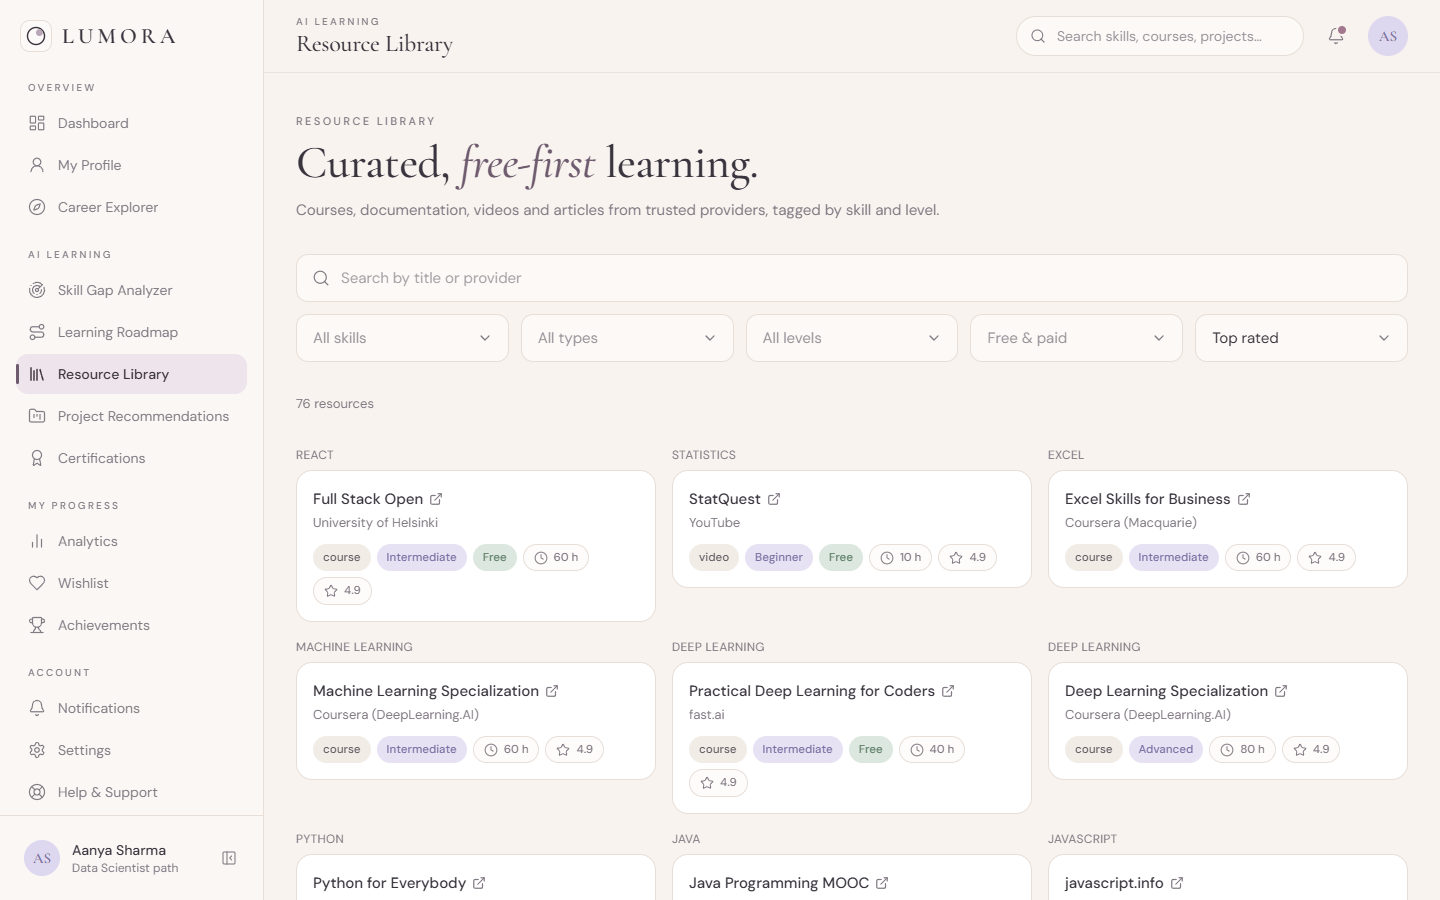 LUMORA
OVERVIEW
Dashboard
My Profile
Career Explorer
AI LEARNING
Skill Gap Analyzer
Learning Roadmap
Resource Library
Project Recommendations
Certifications
MY PROGRESS
Analytics
Wishlist
Achievements
ACCOUNT
Notifications
Settings
Help & Support
AS
Aanya Sharma
Data Scientist path
AI LEARNING
Resource Library
Search skills, courses, projects...
AS
RESOURCE LIBRARY
Curated, free-first learning.
Courses, documentation, videos and articles from trusted providers, tagged by skill and level.
Search by title or provider
All skills
All types
All levels
Free & paid
Top rated
76 resources
REACT
Full Stack Open
University of Helsinki
course Intermediate Free 60 h
4.9
STATISTICS
StatQuest
YouTube
video Beginner Free 10 h 4.9
EXCEL
Excel Skills for Business
Coursera (Macquarie)
course Intermediate 60 h 4.9
MACHINE LEARNING
Machine Learning Specialization
Coursera (DeepLearning.AI)
course Intermediate 60 h 4.9
DEEP LEARNING
Practical Deep Learning for Coders
fast.ai
course Intermediate Free 40 h
4.9
DEEP LEARNING
Deep Learning Specialization
Coursera (DeepLearning.AI)
course Advanced 80 h 4.9
PYTHON
Python for Everybody
JAVA
Java Programming MOOC
JAVASCRIPT
javascript.info